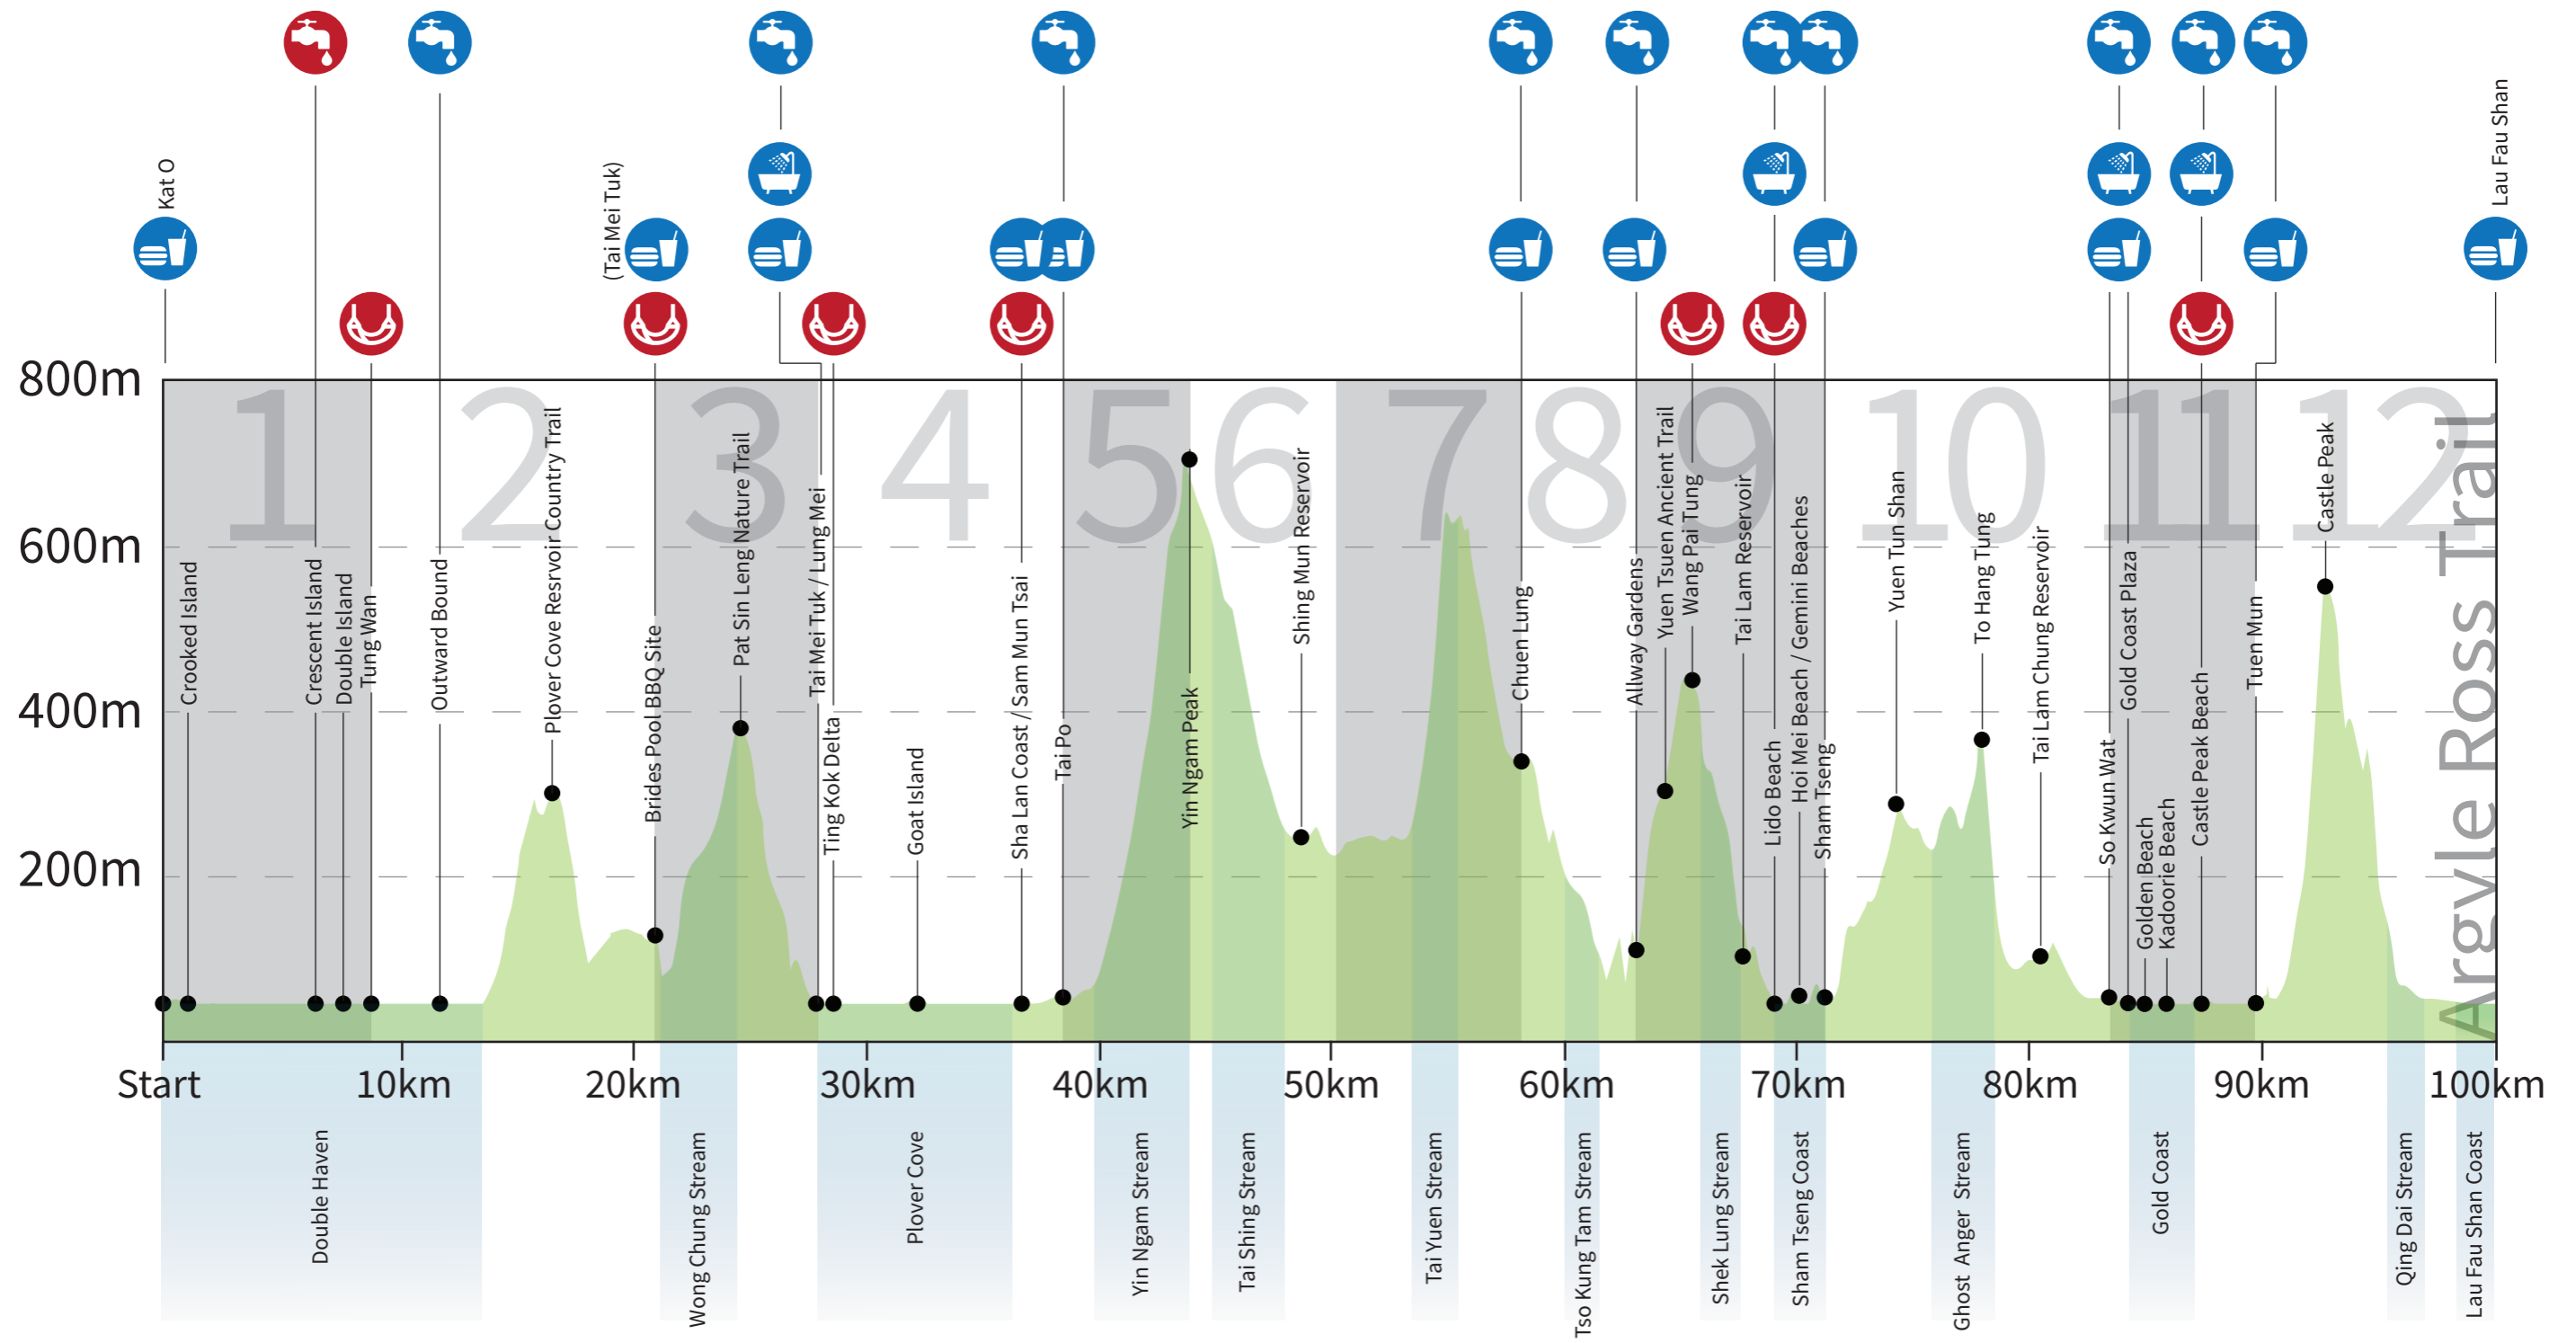 Kat O
(Tai Mei Tuk)
Lau Fau Shan
800m
600m
400m
200m
1
2
3
4
5
6
7
8
9
10
11
12
Crooked Island
Crescent Island
Double Island
Tung Wan
Outward Bound
Plover Cove Resrvoir Country Trail
Brides Pool BBQ Site
Pat Sin Leng Nature Trail
Tai Mei Tuk / Lung Mei
Ting Kok Delta
Goat Island
Sha Lan Coast / Sam Mun Tsai
Tai Po
Yin Ngam Peak
Shing Mun Reservoir
Chuen Lung
Allway Gardens
Yuen Tsuen Ancient Trail
Wang Pai Tung
Tai Lam Reservoir
Lido Beach
Hoi Mei Beach / Gemini Beaches
Sham Tseng
Yuen Tun Shan
To Hang Tung
Tai Lam Chung Reservoir
So Kwun Wat
Gold Coast Plaza
Golden Beach
Kadoorie Beach
Castle Peak Beach
Tuen Mun
Castle Peak
Argyle Ross Trail
Start
10km
20km
30km
40km
50km
60km
70km
80km
90km
100km
Double Haven
Wong Chung Stream
Plover Cove
Yin Ngam Stream
Tai Shing Stream
Tai Yuen Stream
Tso Kung Tam Stream
Shek Lung Stream
Sham Tseng Coast
Ghost Anger Stream
Gold Coast
Qing Dai Stream
Lau Fau Shan Coast